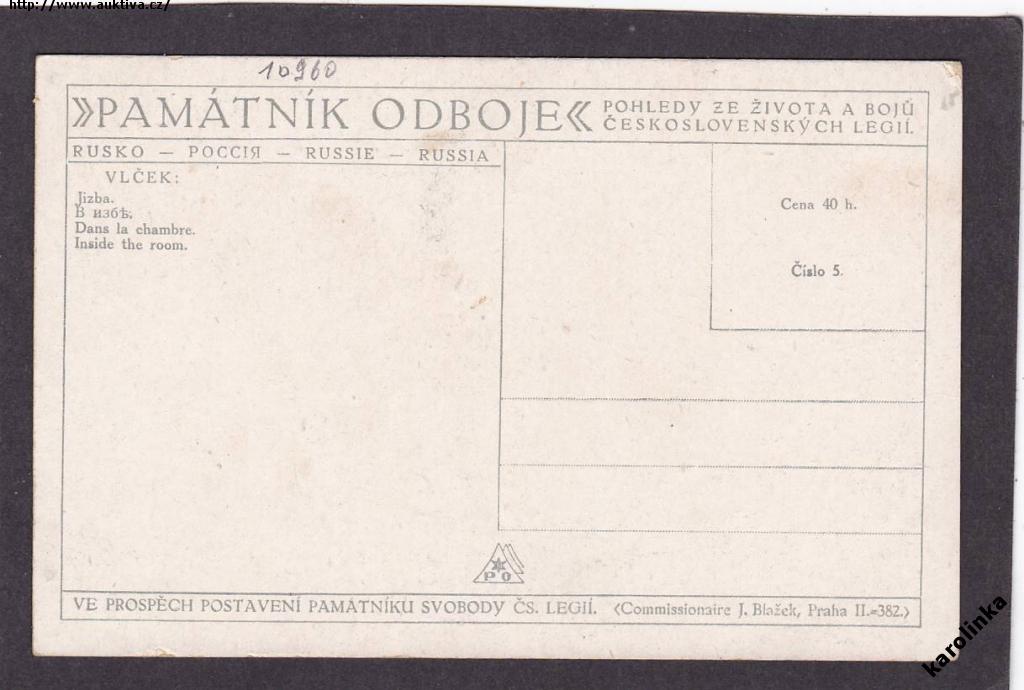 http://www.auktiva.cz/
10960
»PAMÁTNÍK ODBOJE«
POHLEDY ZE ŽIVOTA A BOJŮ
ČESKOSLOVENSKÝCH LEGIÍ.
RUSKO — РОССІЯ — RUSSIE — RUSSIA
VLČEK:
Jizba.
В избѣ.
Dans la chambre.
Inside the room.
Cena 40 h.
Číslo 5.
PO
VE PROSPĚCH POSTAVENÍ PAMÁTNÍKU SVOBODY ČS. LEGIÍ. (Commissionaire J. Blažek, Praha II.=382.)
karolinka